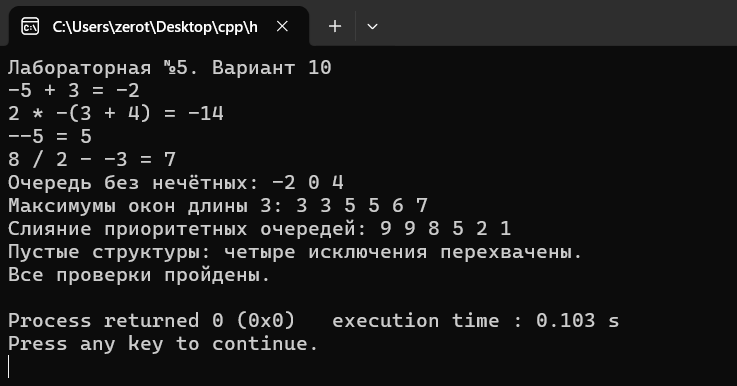 C:\Users\zerot\Desktop\cpp\h
Лабораторная №5. Вариант 10
-5 + 3 = -2
2 * -(3 + 4) = -14
--5 = 5
8 / 2 - -3 = 7
Очередь без нечётных: -2 0 4
Максимумы окон длины 3: 3 3 5 5 6 7
Слияние приоритетных очередей: 9 9 8 5 2 1
Пустые структуры: четыре исключения перехвачены.
Все проверки пройдены.
Process returned 0 (0x0)   execution time : 0.103 s
Press any key to continue.